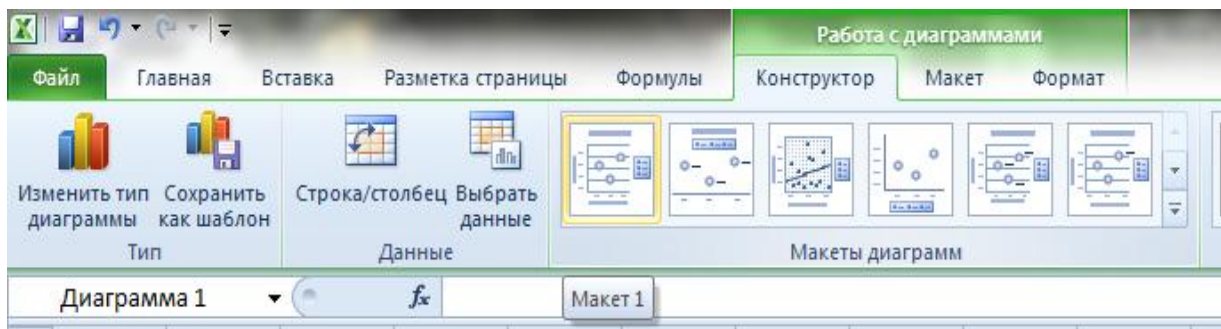 Работа с диаграммами
Файл Главная Вставка Разметка страницы Формулы Конструктор Макет Формат
Изменить тип диаграммы
Сохранить как шаблон
Строка/столбец
Выбрать данные
Тип Данные Макеты диаграмм
Диаграмма 1 fx Макет 1